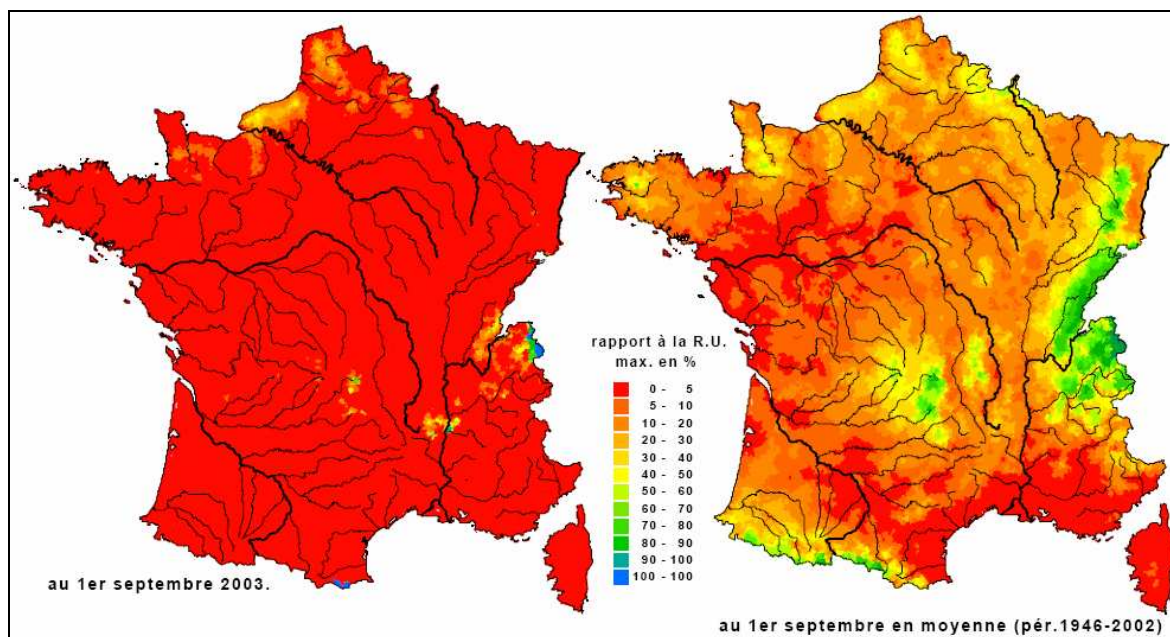 rapport à la R.U.
max. en %
0 - 5
5 - 10
10 - 20
20 - 30
30 - 40
40 - 50
50 - 60
60 - 70
70 - 80
80 - 90
90 - 100
100 - 100
au 1er septembre 2003.
au 1er septembre en moyenne (pér.1946-2002)